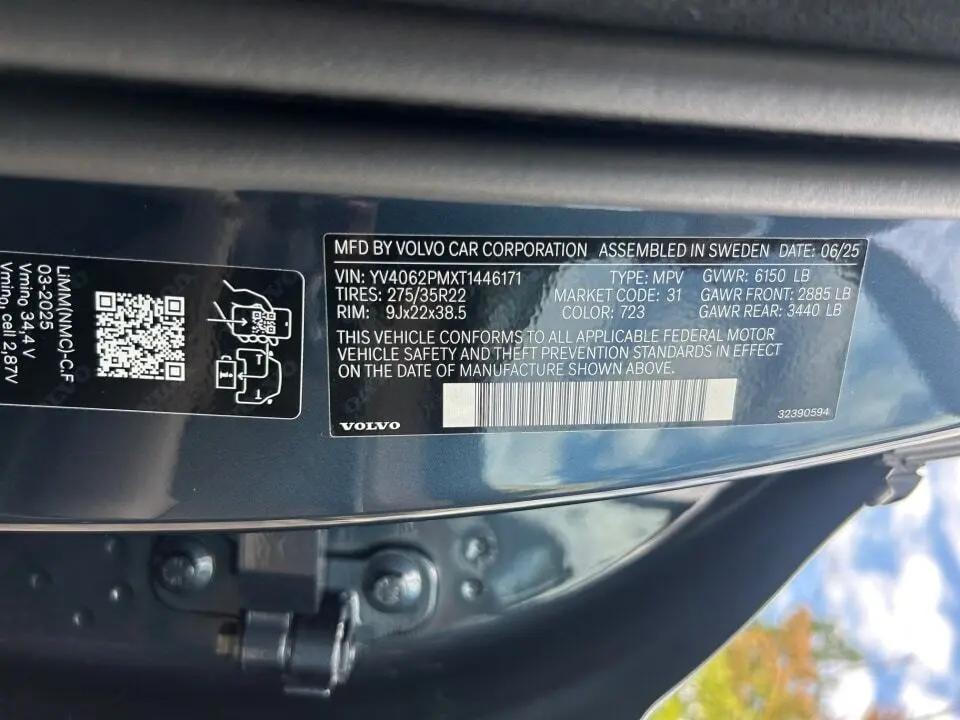 LiMM(NMC)-C.F
03-2025
Vming 34,4 V
Vming cell 2,87V
MFD BY VOLVO CAR CORPORATION ASSEMBLED IN SWEDEN DATE: 06/25
VIN: YV4062PMXT1446171 TYPE: MPV GVWR: 6150 LB
TIRES: 275/35R22 MARKET CODE: 31 GAWR FRONT: 2885 LB
RIM: 9Jx22x38.5 COLOR: 723 GAWR REAR: 3440 LB
THIS VEHICLE CONFORMS TO ALL APPLICABLE FEDERAL MOTOR
VEHICLE SAFETY AND THEFT PREVENTION STANDARDS IN EFFECT
ON THE DATE OF MANUFACTURE SHOWN ABOVE.
VOLVO 32390594